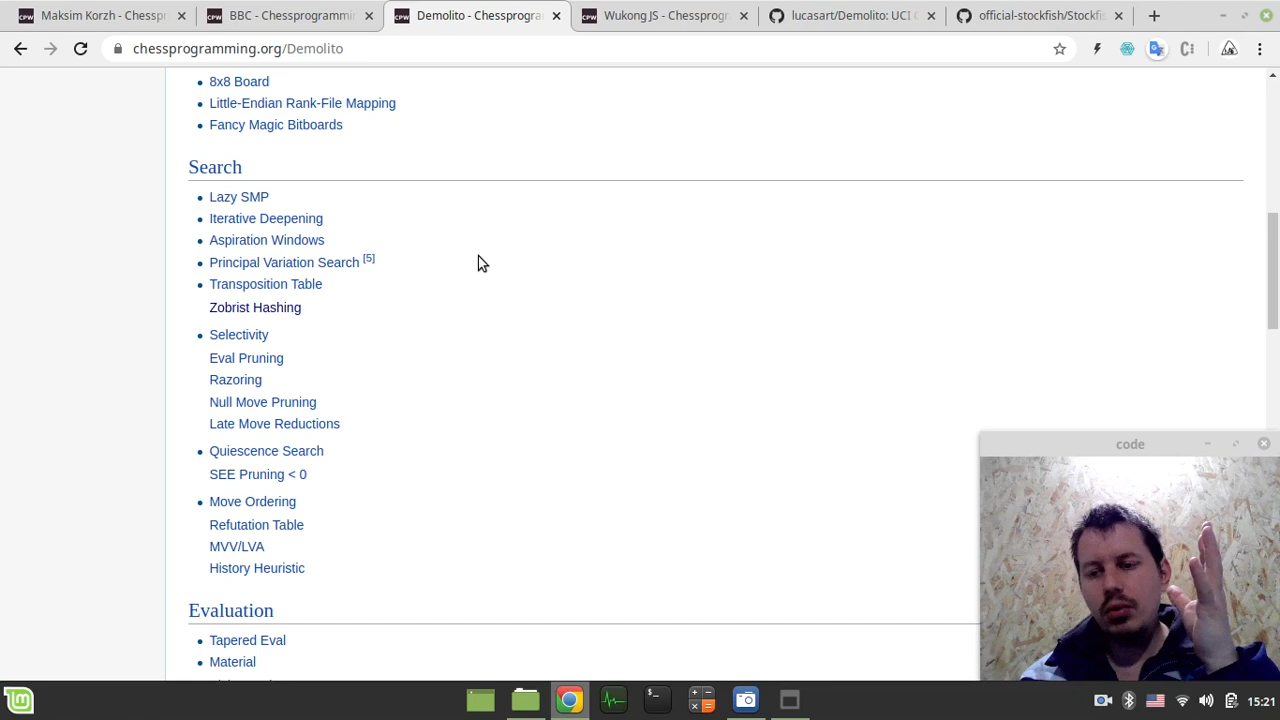 Maksim Korzh - Chesspr
BBC - Chessprogrammin
Demolito - Chessprogra
Wukong JS - Chessprog
lucasart/Demolito: UCI
official-stockfish/Stockfis
chessprogramming.org/Demolito
8x8 Board
Little-Endian Rank-File Mapping
Fancy Magic Bitboards
Search
Lazy SMP
Iterative Deepening
Aspiration Windows
Principal Variation Search [5]
Transposition Table
Zobrist Hashing
Selectivity
Eval Pruning
Razoring
Null Move Pruning
Late Move Reductions
Quiescence Search
SEE Pruning < 0
Move Ordering
Refutation Table
MVV/LVA
History Heuristic
Evaluation
Tapered Eval
Material
code
15:21